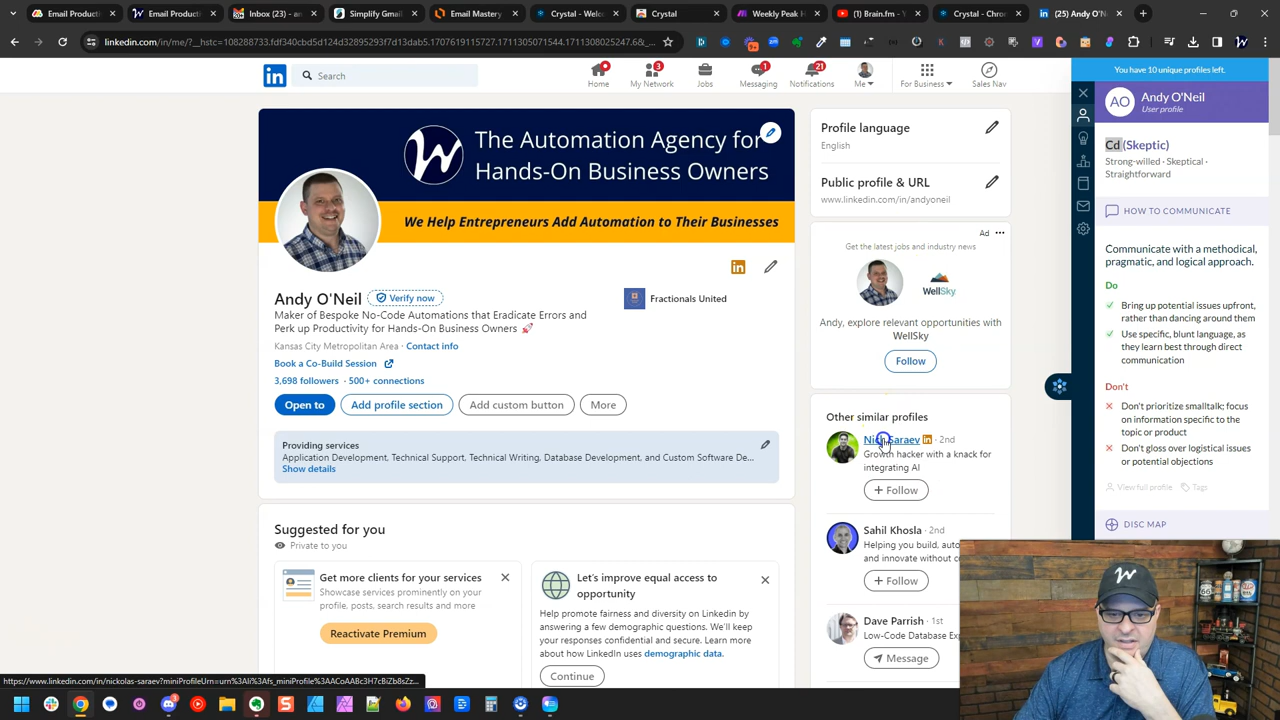 Email Produc
Email Product
Inbox (23) - an
Simplify Gmail
Email Mastery
Crystal - Welc
Crystal
Weekly Peak H
(1) Brain.fm - Y
Crystal - Chro
(25) Andy O'N
linkedin.com/in/me/?__hstc=108288733.fdf340cbd5d124d32895293f7d13dab5.1707619115727.1711305071544.1711308025247.6&_...
Search
Home
My Network
3
Jobs
Messaging
1
Notifications
21
Me
For Business
Sales Nav
You have 10 unique profiles left.
W
The Automation Agency for
Hands-On Business Owners
We Help Entrepreneurs Add Automation to Their Businesses
Andy O'Neil
Verify now
Maker of Bespoke No-Code Automations that Eradicate Errors and
Perk up Productivity for Hands-On Business Owners 🚀
Kansas City Metropolitan Area · Contact info
Book a Co-Build Session
3,698 followers · 500+ connections
Fractionals United
Open to
Add profile section
Add custom button
More
Providing services
Application Development, Technical Support, Technical Writing, Database Development, and Custom Software De...
Show details
Suggested for you
Private to you
Get more clients for your services
Showcase services prominently on your
profile, posts, search results and more
Reactivate Premium
Let's improve equal access to
opportunity
Help promote fairness and diversity on LinkedIn by
answering a few demographic questions. We'll keep
your responses confidential and secure. Learn more
about how LinkedIn uses demographic data.
Continue
Profile language
English
Public profile & URL
www.linkedin.com/in/andyoneil
Ad
Get the latest jobs and industry news
WellSky
Andy, explore relevant opportunities with
WellSky
Follow
Other similar profiles
Nick Saraev · 2nd
Growth hacker with a knack for
integrating AI
+ Follow
Sahil Khosla · 2nd
Helping you build, auto
and innovate without c
+ Follow
Dave Parrish · 1st
Low-Code Database Ex
Message
AO
Andy O'Neil
User profile
Cd (Skeptic)
Strong-willed · Skeptical ·
Straightforward
HOW TO COMMUNICATE
Communicate with a methodical,
pragmatic, and logical approach.
Do
Bring up potential issues upfront,
rather than dancing around them
Use specific, blunt language, as
they learn best through direct
communication
Don't
Don't prioritize smalltalk; focus
on information specific to the
topic or product
Don't gloss over logistical issues
or potential objections
View full profile
Tags
DISC MAP